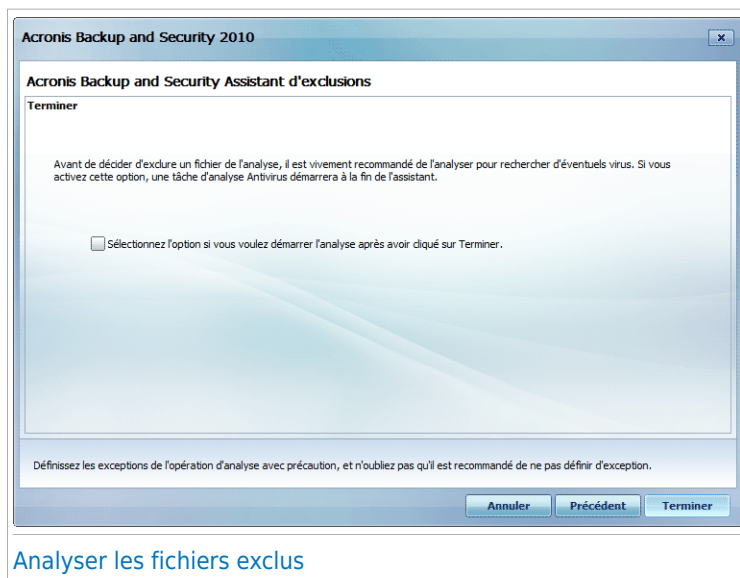 Acronis Backup and Security 2010
x
Acronis Backup and Security Assistant d'exclusions
Terminer
Avant de décider d'exclure un fichier de l'analyse, il est vivement recommandé de l'analyser pour rechercher d'éventuels virus. Si vous
activez cette option, une tâche d'analyse Antivirus démarrera à la fin de l'assistant.
Sélectionnez l'option si vous voulez démarrer l'analyse après avoir cliqué sur Terminer.
Définissez les exceptions de l'opération d'analyse avec précaution, et n'oubliez pas qu'il est recommandé de ne pas définir d'exception.
Annuler Précédent Terminer
Analyser les fichiers exclus